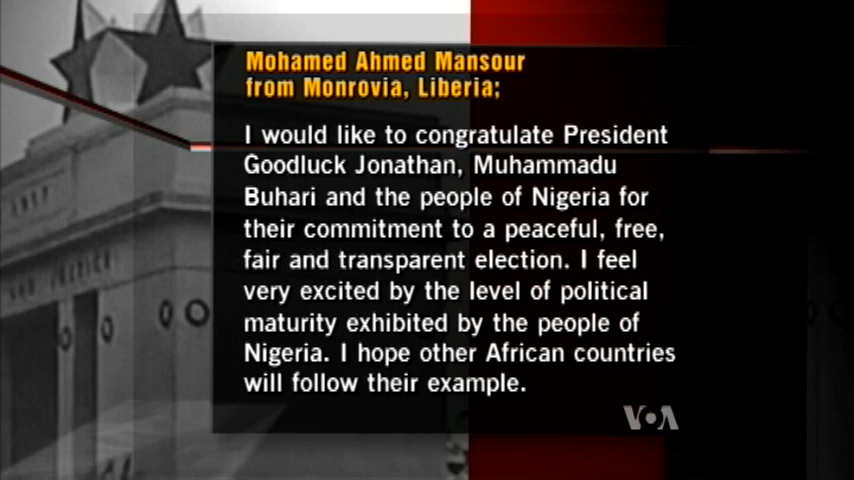 Mohamed Ahmed Mansour
from Monrovia, Liberia;
I would like to congratulate President
Goodluck Jonathan, Muhammadu
Buhari and the people of Nigeria for
their commitment to a peaceful, free,
fair and transparent election. I feel
very excited by the level of political
maturity exhibited by the people of
Nigeria. I hope other African countries
will follow their example.
VOA
JUSTICE